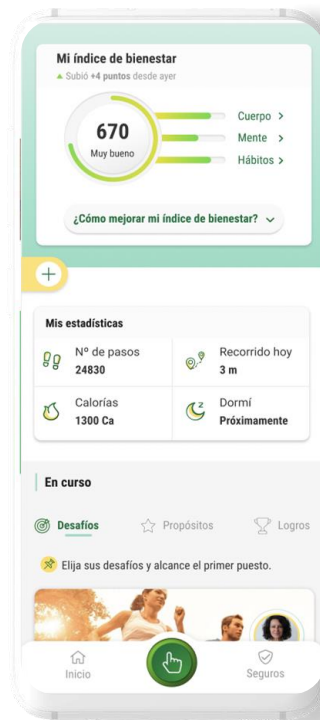 Mi índice de bienestar
Subió +4 puntos desde ayer
670
Muy bueno
Cuerpo >
Mente >
Hábitos >
¿Cómo mejorar mi índice de bienestar?
Mis estadísticas
Nº de pasos
24830
Recorrido hoy
3 m
Calorías
1300 Ca
Dormí
Próximamente
En curso
Desafíos
Propósitos
Logros
Elija sus desafíos y alcance el primer puesto.
Inicio
Seguros